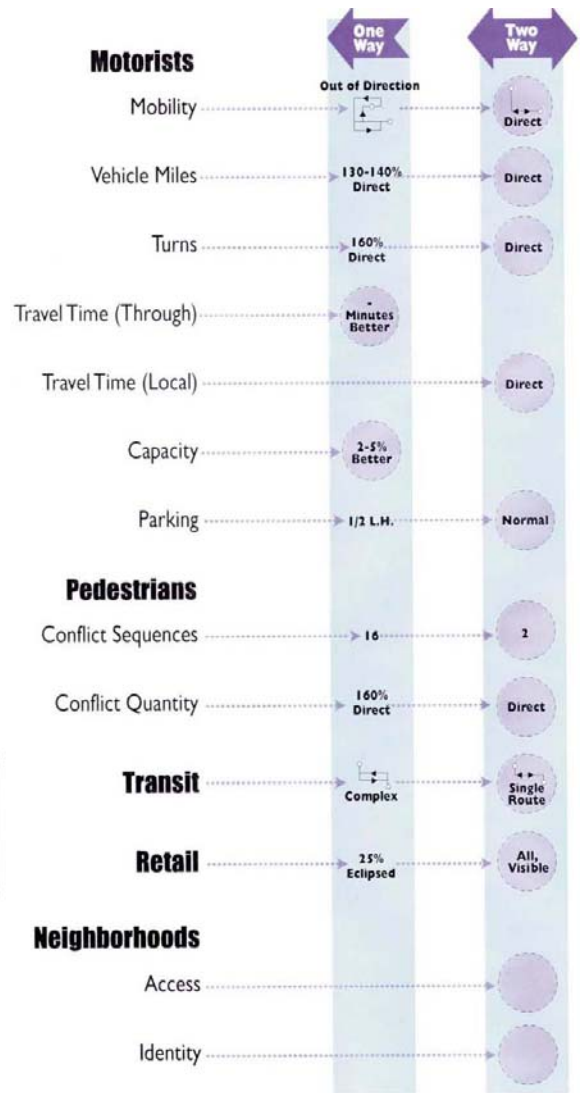 One Way
Two Way
Motorists
Out of Direction
Mobility
Direct
Vehicle Miles
130-140% Direct
Direct
Turns
160% Direct
Direct
Travel Time (Through)
- Minutes Better
Travel Time (Local)
Direct
Capacity
2-5% Better
Parking
1/2 L.H.
Normal
Pedestrians
Conflict Sequences
16
2
Conflict Quantity
160% Direct
Direct
Transit
Complex
Single Route
Retail
25% Eclipsed
All, Visible
Neighborhoods
Access
Identity